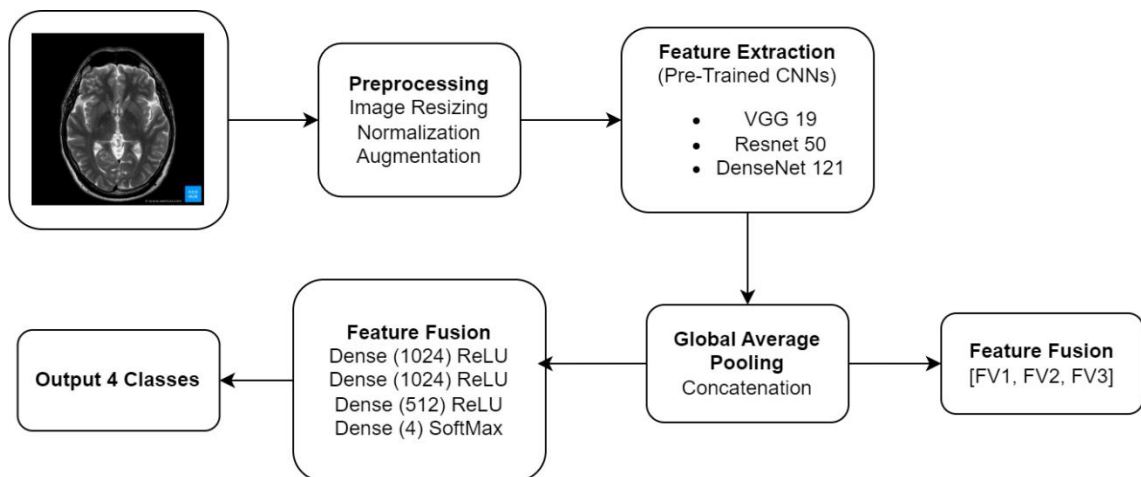 Preprocessing
Image Resizing
Normalization
Augmentation
Feature Extraction
(Pre-Trained CNNs)
• VGG 19
• Resnet 50
• DenseNet 121
Output 4 Classes
Feature Fusion
Dense (1024) ReLU
Dense (1024) ReLU
Dense (512) ReLU
Dense (4) SoftMax
Global Average
Pooling
Concatenation
Feature Fusion
[FV1, FV2, FV3]